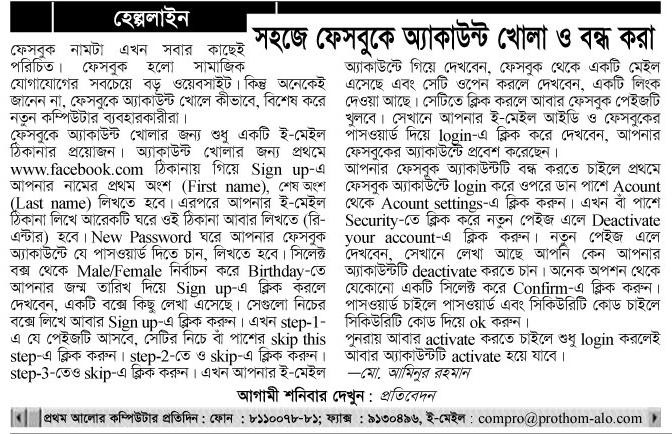 হেল্পলাইন
সহজে ফেসবুকে অ্যাকাউন্ট খোলা ও বন্ধ করা
ফেসবুক নামটা এখন সবার কাছেই
পরিচিত। ফেসবুক হলো সামাজিক
যোগাযোগের সবচেয়ে বড় ওয়েবসাইট। কিন্তু অনেকেই
জানেন না, ফেসবুকে অ্যাকাউন্ট খোলে কীভাবে, বিশেষ করে
নতুন কম্পিউটার ব্যবহারকারীরা।
ফেসবুকে অ্যাকাউন্ট খোলার জন্য শুধু একটি ই-মেইল
ঠিকানার প্রয়োজন। অ্যাকাউন্ট খোলার জন্য প্রথমে
www.facebook.com ঠিকানায় গিয়ে Sign up-এ
আপনার নামের প্রথম অংশ (First name), শেষ অংশ
(Last name) লিখতে হবে। এরপরে আপনার ই-মেইল
ঠিকানা লিখে আরেকটি ঘরে ওই ঠিকানা আবার লিখতে (রি-
এন্টার) হবে। New Password ঘরে আপনার ফেসবুক
অ্যাকাউন্টে যে পাসওয়ার্ড দিতে চান, লিখতে হবে। সিলেক্ট
বক্স থেকে Male/Female নির্বাচন করে Birthday-তে
আপনার জন্ম তারিখ দিয়ে Sign up-এ ক্লিক করলে
দেখবেন, একটি বক্সে কিছু লেখা এসেছে। সেগুলো নিচের
বক্সে লিখে আবার Sign up-এ ক্লিক করুন। এখন step-1-
এ যে পেইজটি আসবে, সেটির নিচে বাঁ পাশের skip this
step-এ ক্লিক করুন। step-2-তে ও skip-এ ক্লিক করুন।
step-3-তেও skip-এ ক্লিক করুন। এখন আপনার ই-মেইল
অ্যাকাউন্টে গিয়ে দেখবেন, ফেসবুক থেকে একটি মেইল
এসেছে এবং সেটি ওপেন করলে দেখবেন, একটি লিংক
দেওয়া আছে। সেটিতে ক্লিক করলে আবার ফেসবুক পেইজটি
খুলবে। সেখানে আপনার ই-মেইল আইডি ও ফেসবুকের
পাসওয়ার্ড দিয়ে login-এ ক্লিক করে দেখবেন, আপনার
ফেসবুকের অ্যাকাউন্টে প্রবেশ করেছেন।
আপনার ফেসবুক অ্যাকাউন্টটি বন্ধ করতে চাইলে প্রথমে
ফেসবুক অ্যাকাউন্টে login করে ওপরে ডান পাশে Acount
থেকে Acount settings-এ ক্লিক করুন। এখন বাঁ পাশে
Security-তে ক্লিক করে নতুন পেইজ এলে Deactivate
your account-এ ক্লিক করুন। নতুন পেইজ এলে
দেখবেন, সেখানে লেখা আছে আপনি কেন আপনার
অ্যাকাউন্টটি deactivate করতে চান। অনেক অপশন থেকে
যেকোনো একটি সিলেক্ট করে Confirm-এ ক্লিক করুন।
পাসওয়ার্ড চাইলে পাসওয়ার্ড এবং সিকিউরিটি কোড চাইলে
সিকিউরিটি কোড দিয়ে ok করুন।
পুনরায় আবার activate করতে চাইলে শুধু login করলেই
আবার অ্যাকাউন্টটি activate হয়ে যাবে।
—মো. আমিনুর রহমান
আগামী শনিবার দেখুন : প্রতিবেদন
প্রথম আলোর কম্পিউটার প্রতিদিন : ফোন : ৮১১০০৭৮-৮১; ফ্যাক্স : ৯১৩০৪৯৬, ই-মেইল : compro@prothom-alo.com